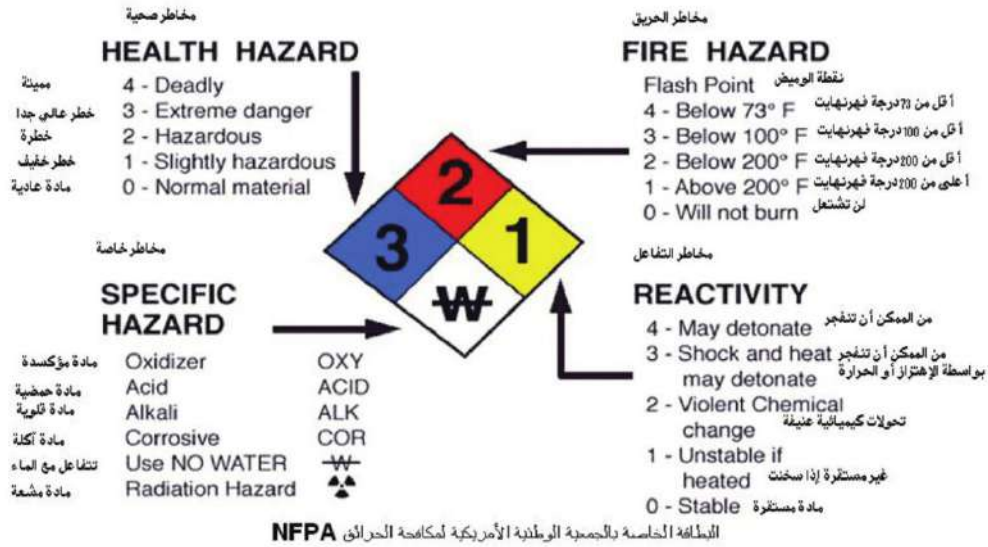 مخاطر صحية
HEALTH HAZARD
مميتة 4 - Deadly
خطر عالي جدا 3 - Extreme danger
خطرة 2 - Hazardous
خطر خفيف 1 - Slightly hazardous
مادة عادية 0 - Normal material
مخاطر الحريق
FIRE HAZARD
Flash Point نقطة الوميض
4 - Below 73° F أقل من 73 درجة فهرنهايت
3 - Below 100° F أقل من 100 درجة فهرنهايت
2 - Below 200° F أقل من 200 درجة فهرنهايت
1 - Above 200° F أعلى من 200 درجة فهرنهايت
0 - Will not burn لن تشتعل
2
3
1
W
مخاطر خاصة
SPECIFIC
HAZARD
مادة مؤكسدة Oxidizer OXY
مادة حمضية Acid ACID
مادة قلوية Alkali ALK
مادة آكلة Corrosive COR
تتفاعل مع الماء Use NO WATER W
مادة مشعة Radiation Hazard
مخاطر التفاعل
REACTIVITY
4 - May detonate من الممكن أن تنفجر
3 - Shock and heat من الممكن أن تنفجر
may detonate بواسطة الإهتزاز أو الحرارة
2 - Violent Chemical
change تحولات كيميائية عنيفة
1 - Unstable if
heated غير مستقرة إذا سخنت
0 - Stable مادة مستقرة
البطاقة الخاصة بالجمعية الوطنية الأمريكية لمكافحة الحرائق NFPA